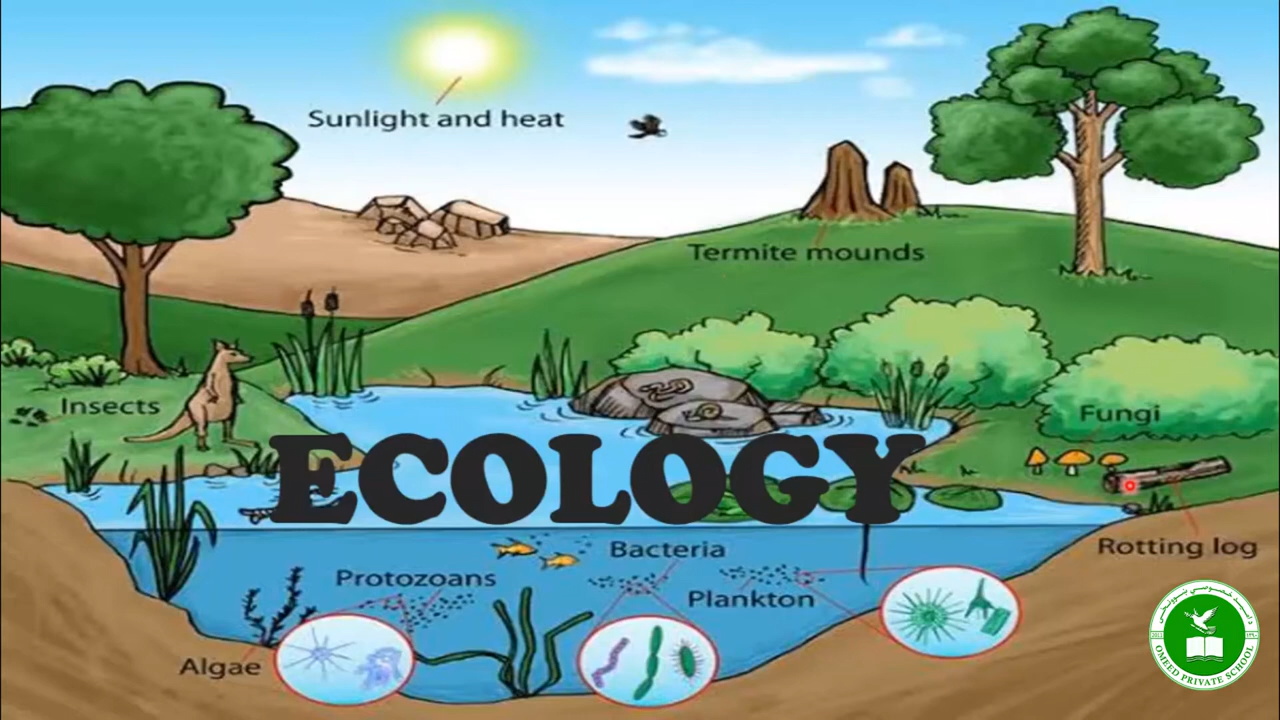 Sunlight and heat
Termite mounds
Insects
Fungi
ECOLOGY
Rotting log
Bacteria
Protozoans
Plankton
Algae
OMEED PRIVATE SCHOOL